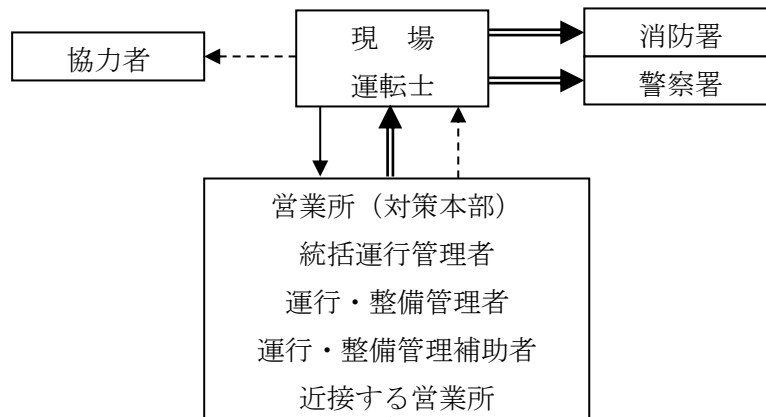 現　場
運転士
協力者
消防署
警察署
営業所（対策本部）
統括運行管理者
運行・整備管理者
運行・整備管理補助者
近接する営業所